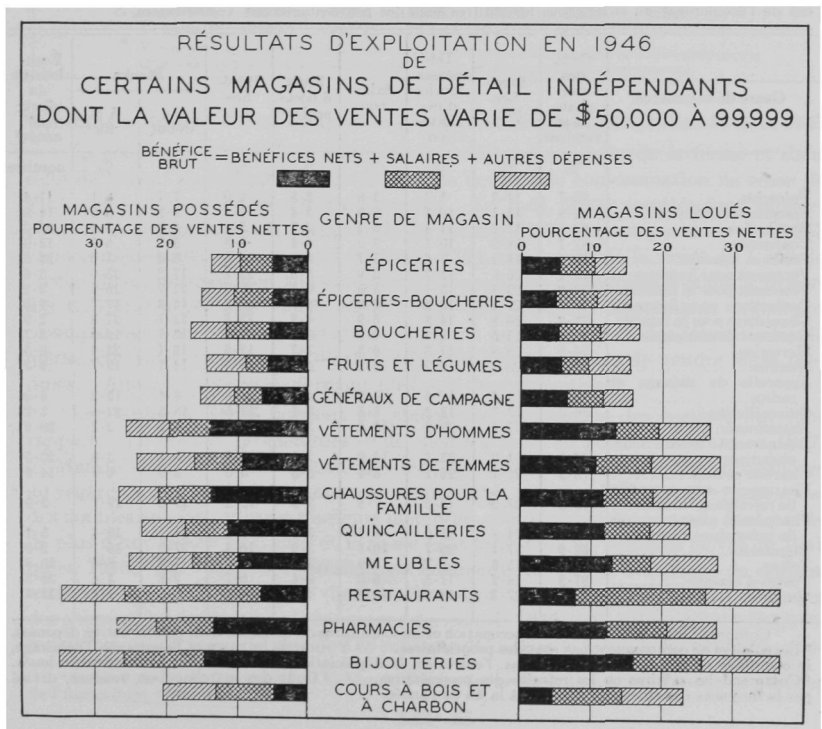 RÉSULTATS D'EXPLOITATION EN 1946
DE
CERTAINS MAGASINS DE DÉTAIL INDÉPENDANTS
DONT LA VALEUR DES VENTES VARIE DE $50,000 À 99,999
BÉNÉFICE BRUT = BÉNÉFICES NETS + SALAIRES + AUTRES DÉPENSES
MAGASINS POSSÉDÉS
POURCENTAGE DES VENTES NETTES
30 20 10 0
GENRE DE MAGASIN
MAGASINS LOUÉS
POURCENTAGE DES VENTES NETTES
0 10 20 30
ÉPICERIES
ÉPICERIES-BOUCHERIES
BOUCHERIES
FRUITS ET LÉGUMES
GÉNÉRAUX DE CAMPAGNE
VÊTEMENTS D'HOMMES
VÊTEMENTS DE FEMMES
CHAUSSURES POUR LA
FAMILLE
QUINCAILLERIES
MEUBLES
RESTAURANTS
PHARMACIES
BIJOUTERIES
COURS À BOIS ET
À CHARBON